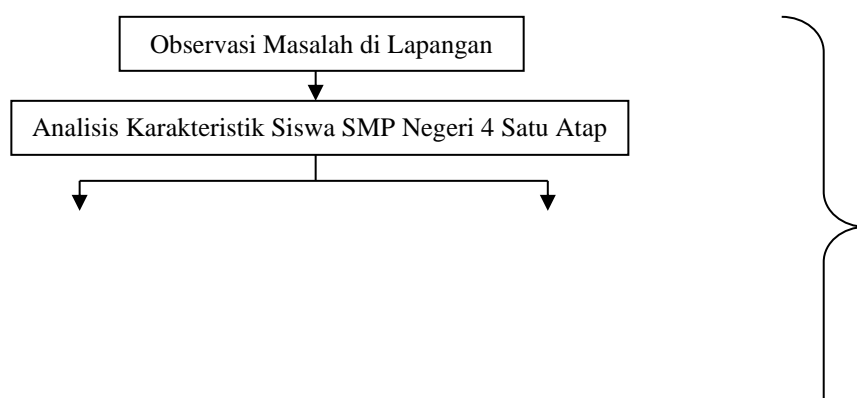 Observasi Masalah di Lapangan
Analisis Karakteristik Siswa SMP Negeri 4 Satu Atap